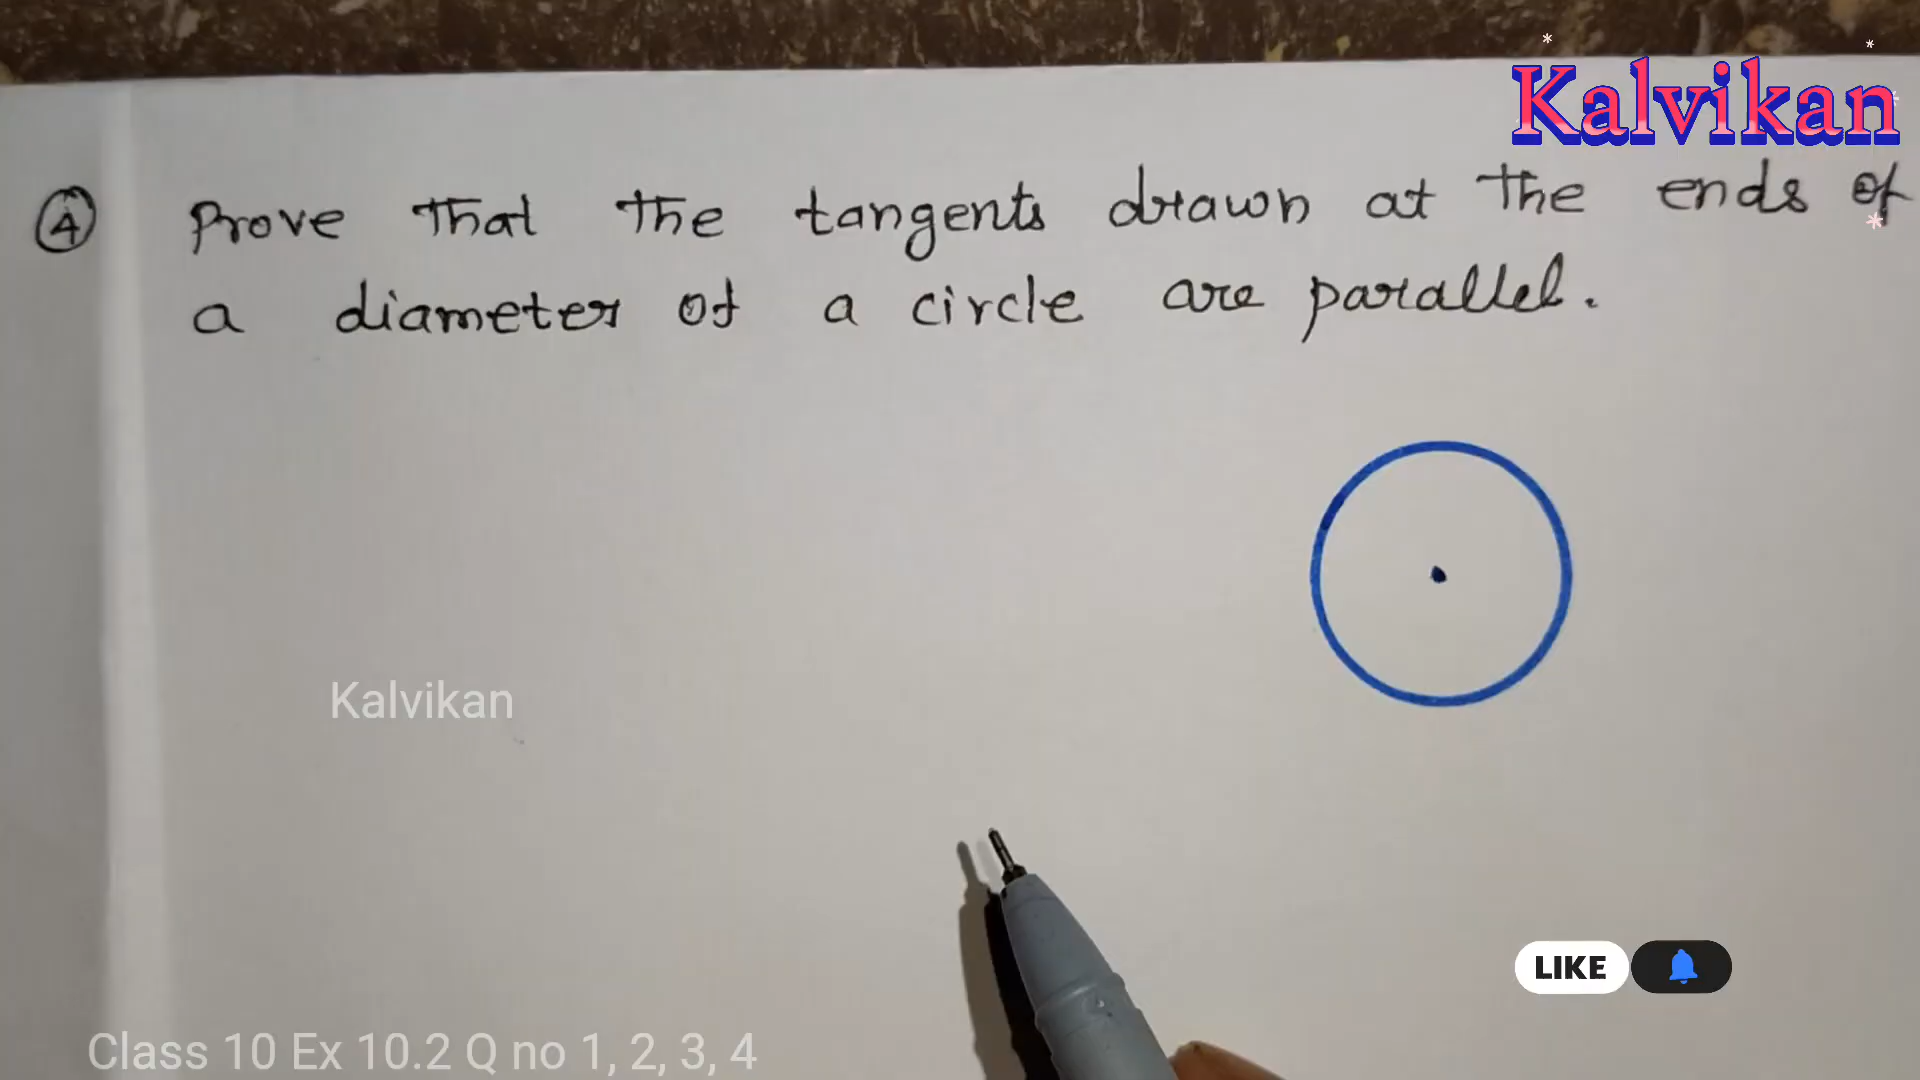 Kalvikan
4 Prove that the tangents drawn at the ends of
a diameter of a circle are parallel.
Kalvikan
LIKE
Class 10 Ex 10.2 Q no 1, 2, 3, 4